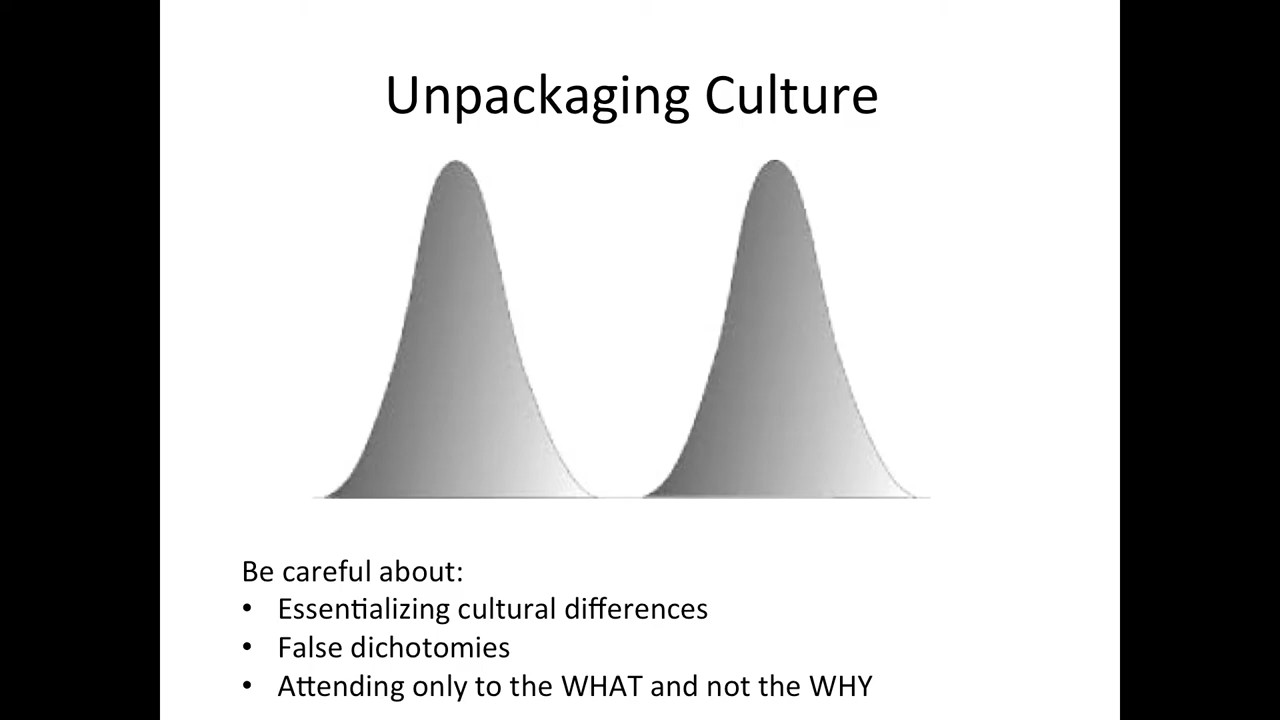 Unpackaging Culture
Be careful about:
• Essentializing cultural differences
• False dichotomies
• Attending only to the WHAT and not the WHY